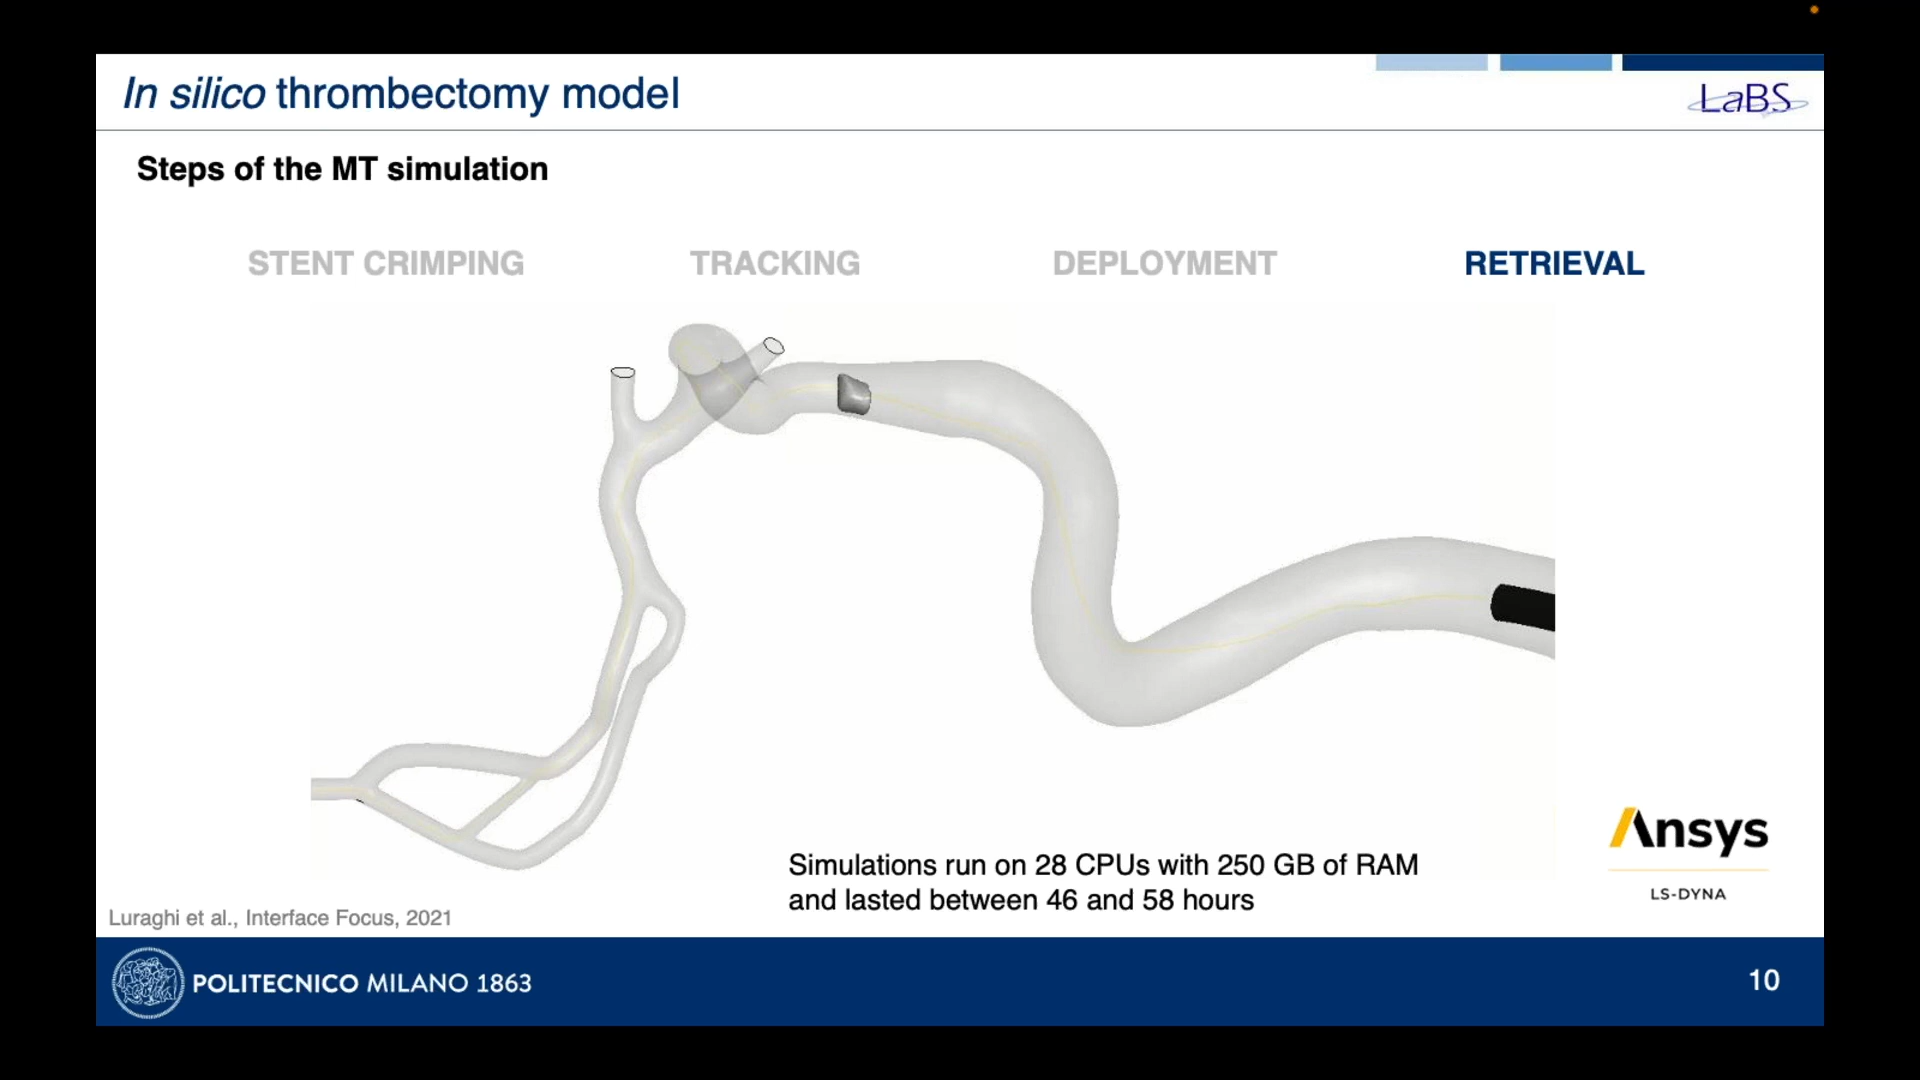 In silico thrombectomy model
LaBS
Steps of the MT simulation
STENT CRIMPING
TRACKING
DEPLOYMENT
RETRIEVAL
Simulations run on 28 CPUs with 250 GB of RAM
and lasted between 46 and 58 hours
Ansys
LS-DYNA
Luraghi et al., Interface Focus, 2021
POLITECNICO MILANO 1863
10